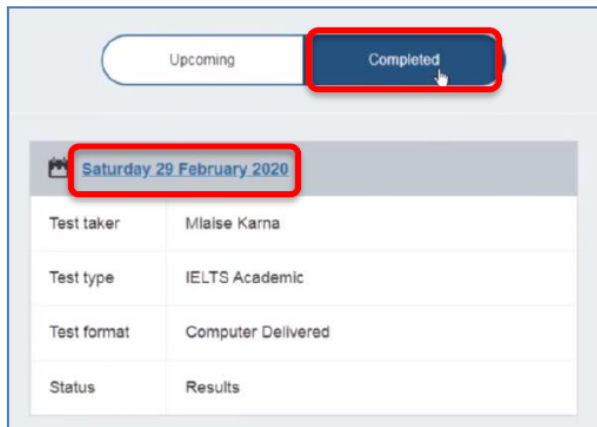 Upcoming Completed
Saturday 29 February 2020
Test taker Mlaise Karna
Test type IELTS Academic
Test format Computer Delivered
Status Results